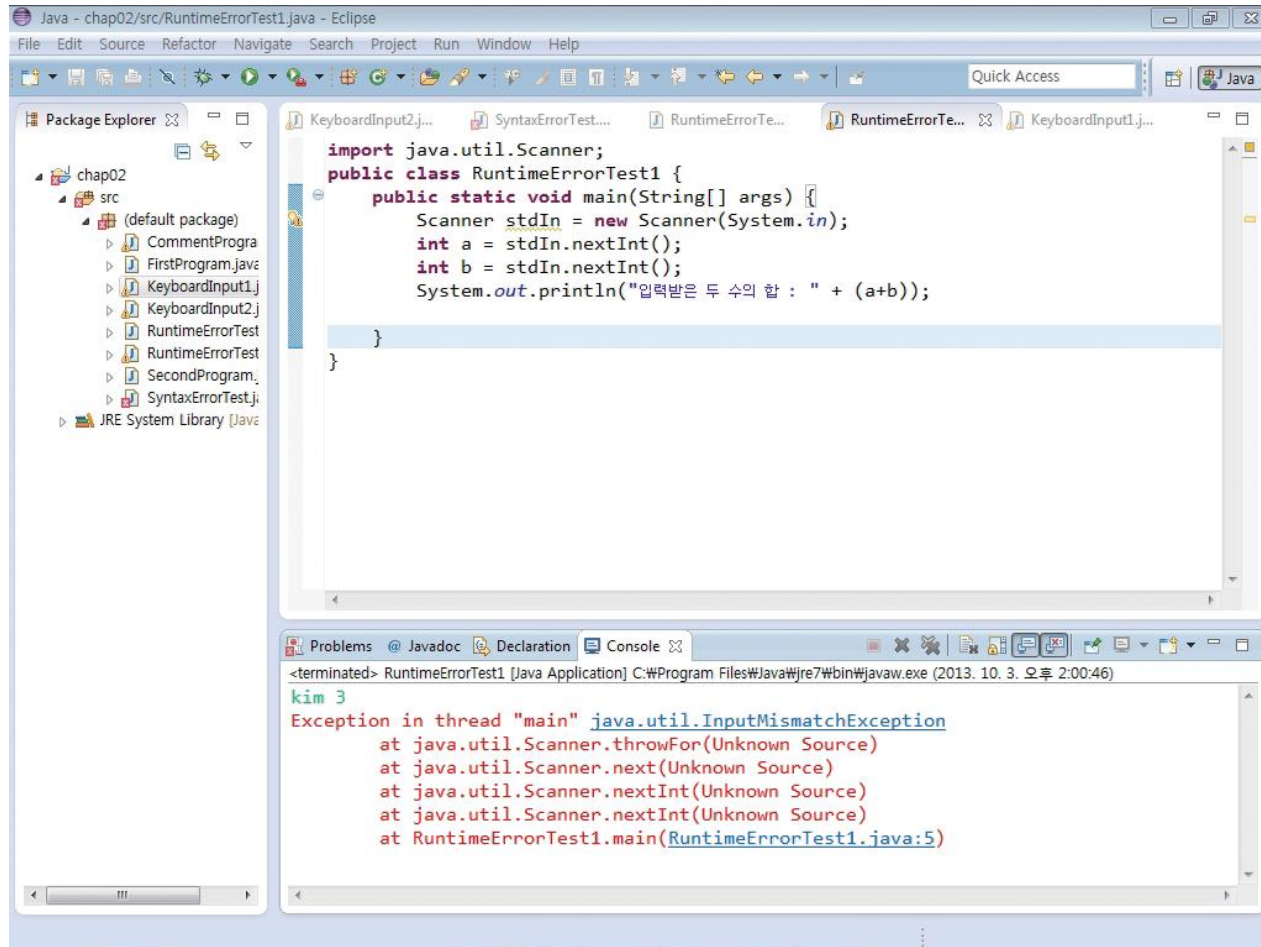 Java - chap02/src/RuntimeErrorTest1.java - Eclipse
File Edit Source Refactor Navigate Search Project Run Window Help
Quick Access
Java
Package Explorer
chap02
src
(default package)
CommentProgra
FirstProgram.java
KeyboardInput1.j
KeyboardInput2.j
RuntimeErrorTest
RuntimeErrorTest
SecondProgram.
SyntaxErrorTest.j
JRE System Library [Java
KeyboardInput2.j... SyntaxErrorTest.... RuntimeErrorTe... RuntimeErrorTe... KeyboardInput1.j...
import java.util.Scanner;
public class RuntimeErrorTest1 {
public static void main(String[] args) {
Scanner stdIn = new Scanner(System.in);
int a = stdIn.nextInt();
int b = stdIn.nextInt();
System.out.println("입력받은 두 수의 합 : " + (a+b));
}
}
Problems @ Javadoc Declaration Console
<terminated> RuntimeErrorTest1 [Java Application] C:₩Program Files₩Java₩jre7₩bin₩javaw.exe (2013. 10. 3. 오후 2:00:46)
kim 3
Exception in thread "main" java.util.InputMismatchException
at java.util.Scanner.throwFor(Unknown Source)
at java.util.Scanner.next(Unknown Source)
at java.util.Scanner.nextInt(Unknown Source)
at java.util.Scanner.nextInt(Unknown Source)
at RuntimeErrorTest1.main(RuntimeErrorTest1.java:5)